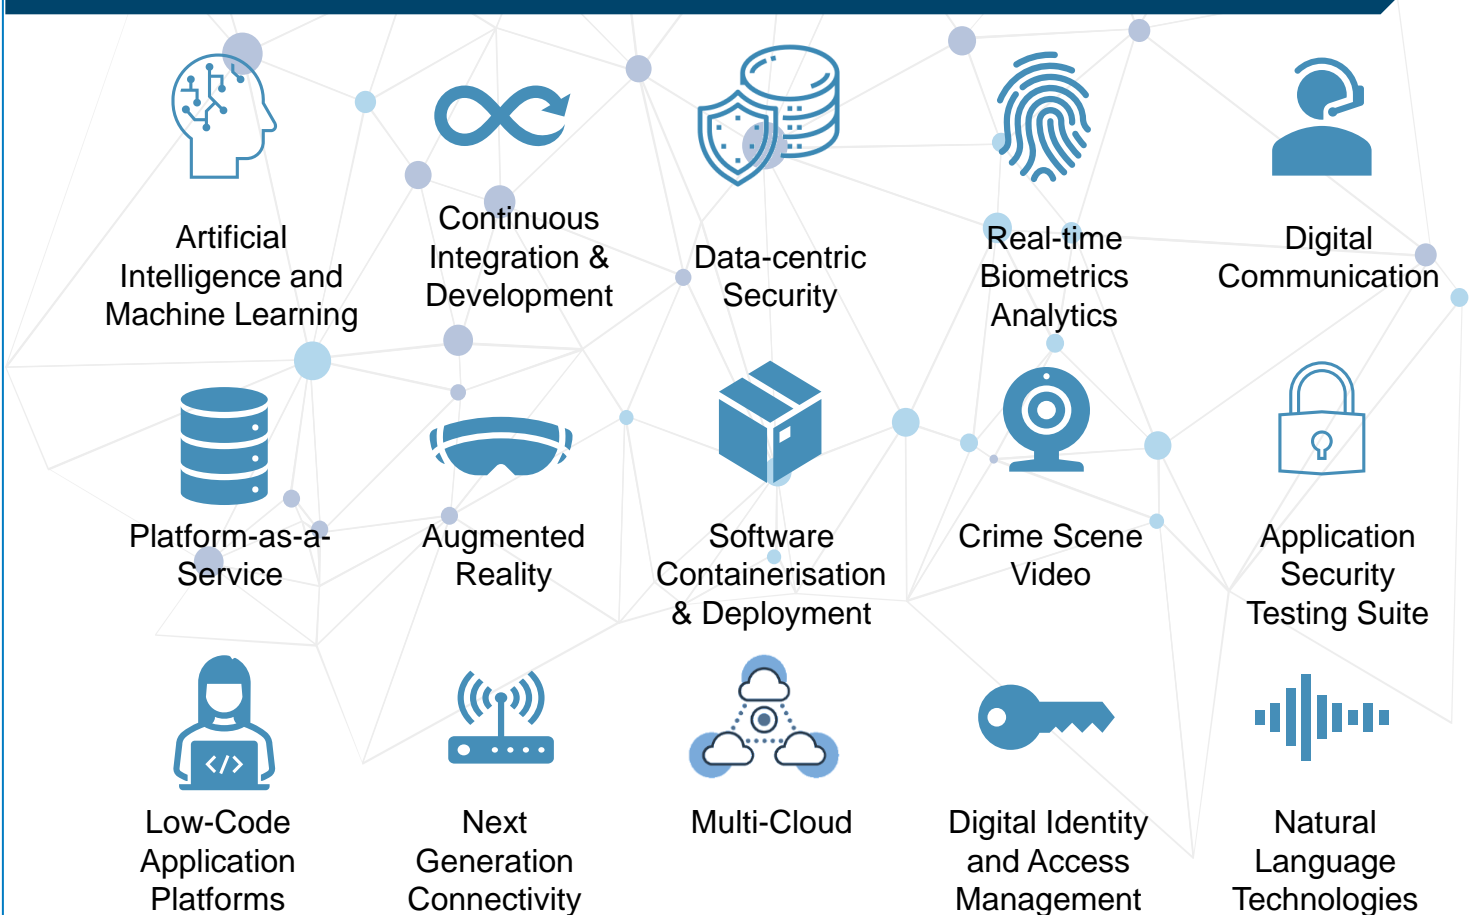 Artificial
Intelligence and
Machine Learning
Continuous
Integration &
Development
Data-centric
Security
Real-time
Biometrics
Analytics
Digital
Communication
Platform-as-a-
Service
Augmented
Reality
Software
Containerisation
& Deployment
Crime Scene
Video
Application
Security
Testing Suite
</>
Low-Code
Application
Platforms
Next
Generation
Connectivity
Multi-Cloud
Digital Identity
and Access
Management
Natural
Language
Technologies